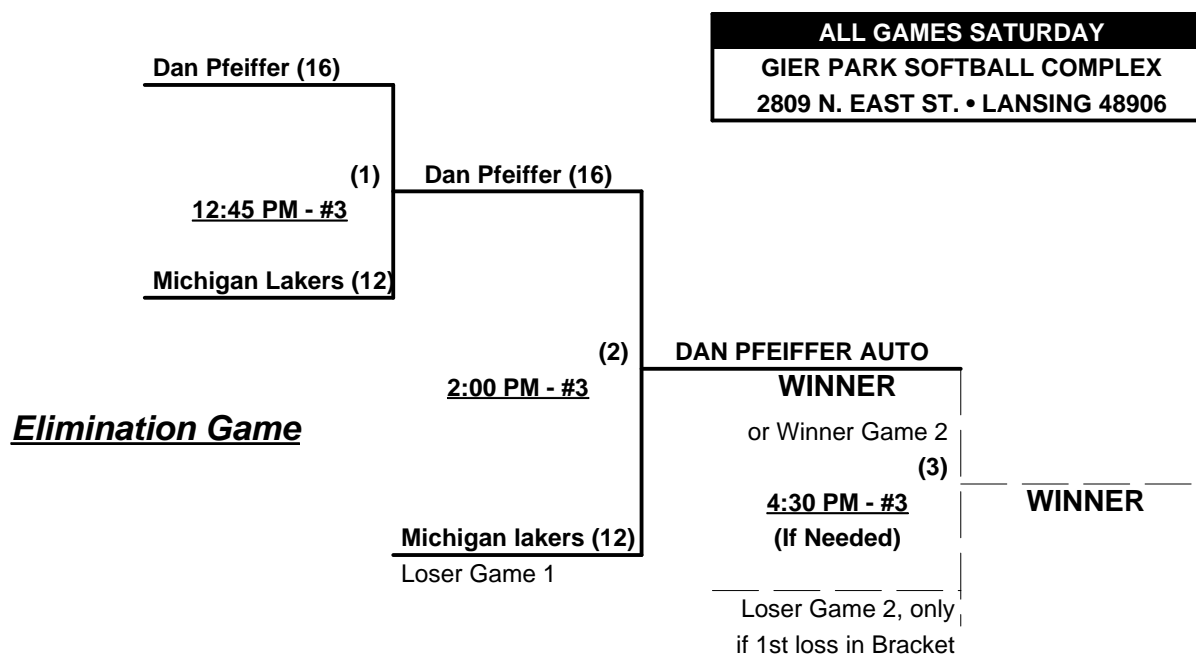 ALL GAMES SATURDAY
GIER PARK SOFTBALL COMPLEX
2809 N. EAST ST. • LANSING 48906
Dan Pfeiffer (16)
(1)
12:45 PM - #3
Michigan Lakers (12)
Dan Pfeiffer (16)
(2)
2:00 PM - #3
Elimination Game
Michigan lakers (12)
Loser Game 1
DAN PFEIFFER AUTO
WINNER
or Winner Game 2
(3)
4:30 PM - #3
(If Needed)
WINNER
Loser Game 2, only
if 1st loss in Bracket